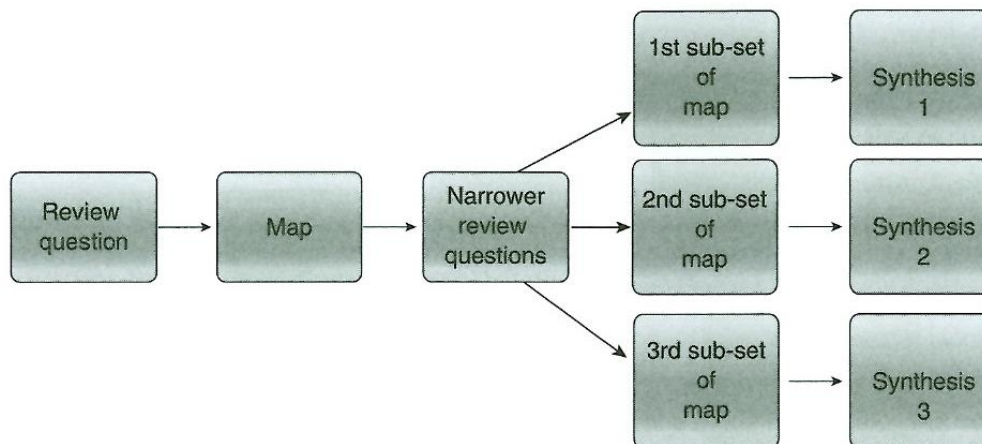 Review
question
Map
Narrower
review
questions
1st sub-set
of
map
Synthesis
1
2nd sub-set
of
map
Synthesis
2
3rd sub-set
of
map
Synthesis
3